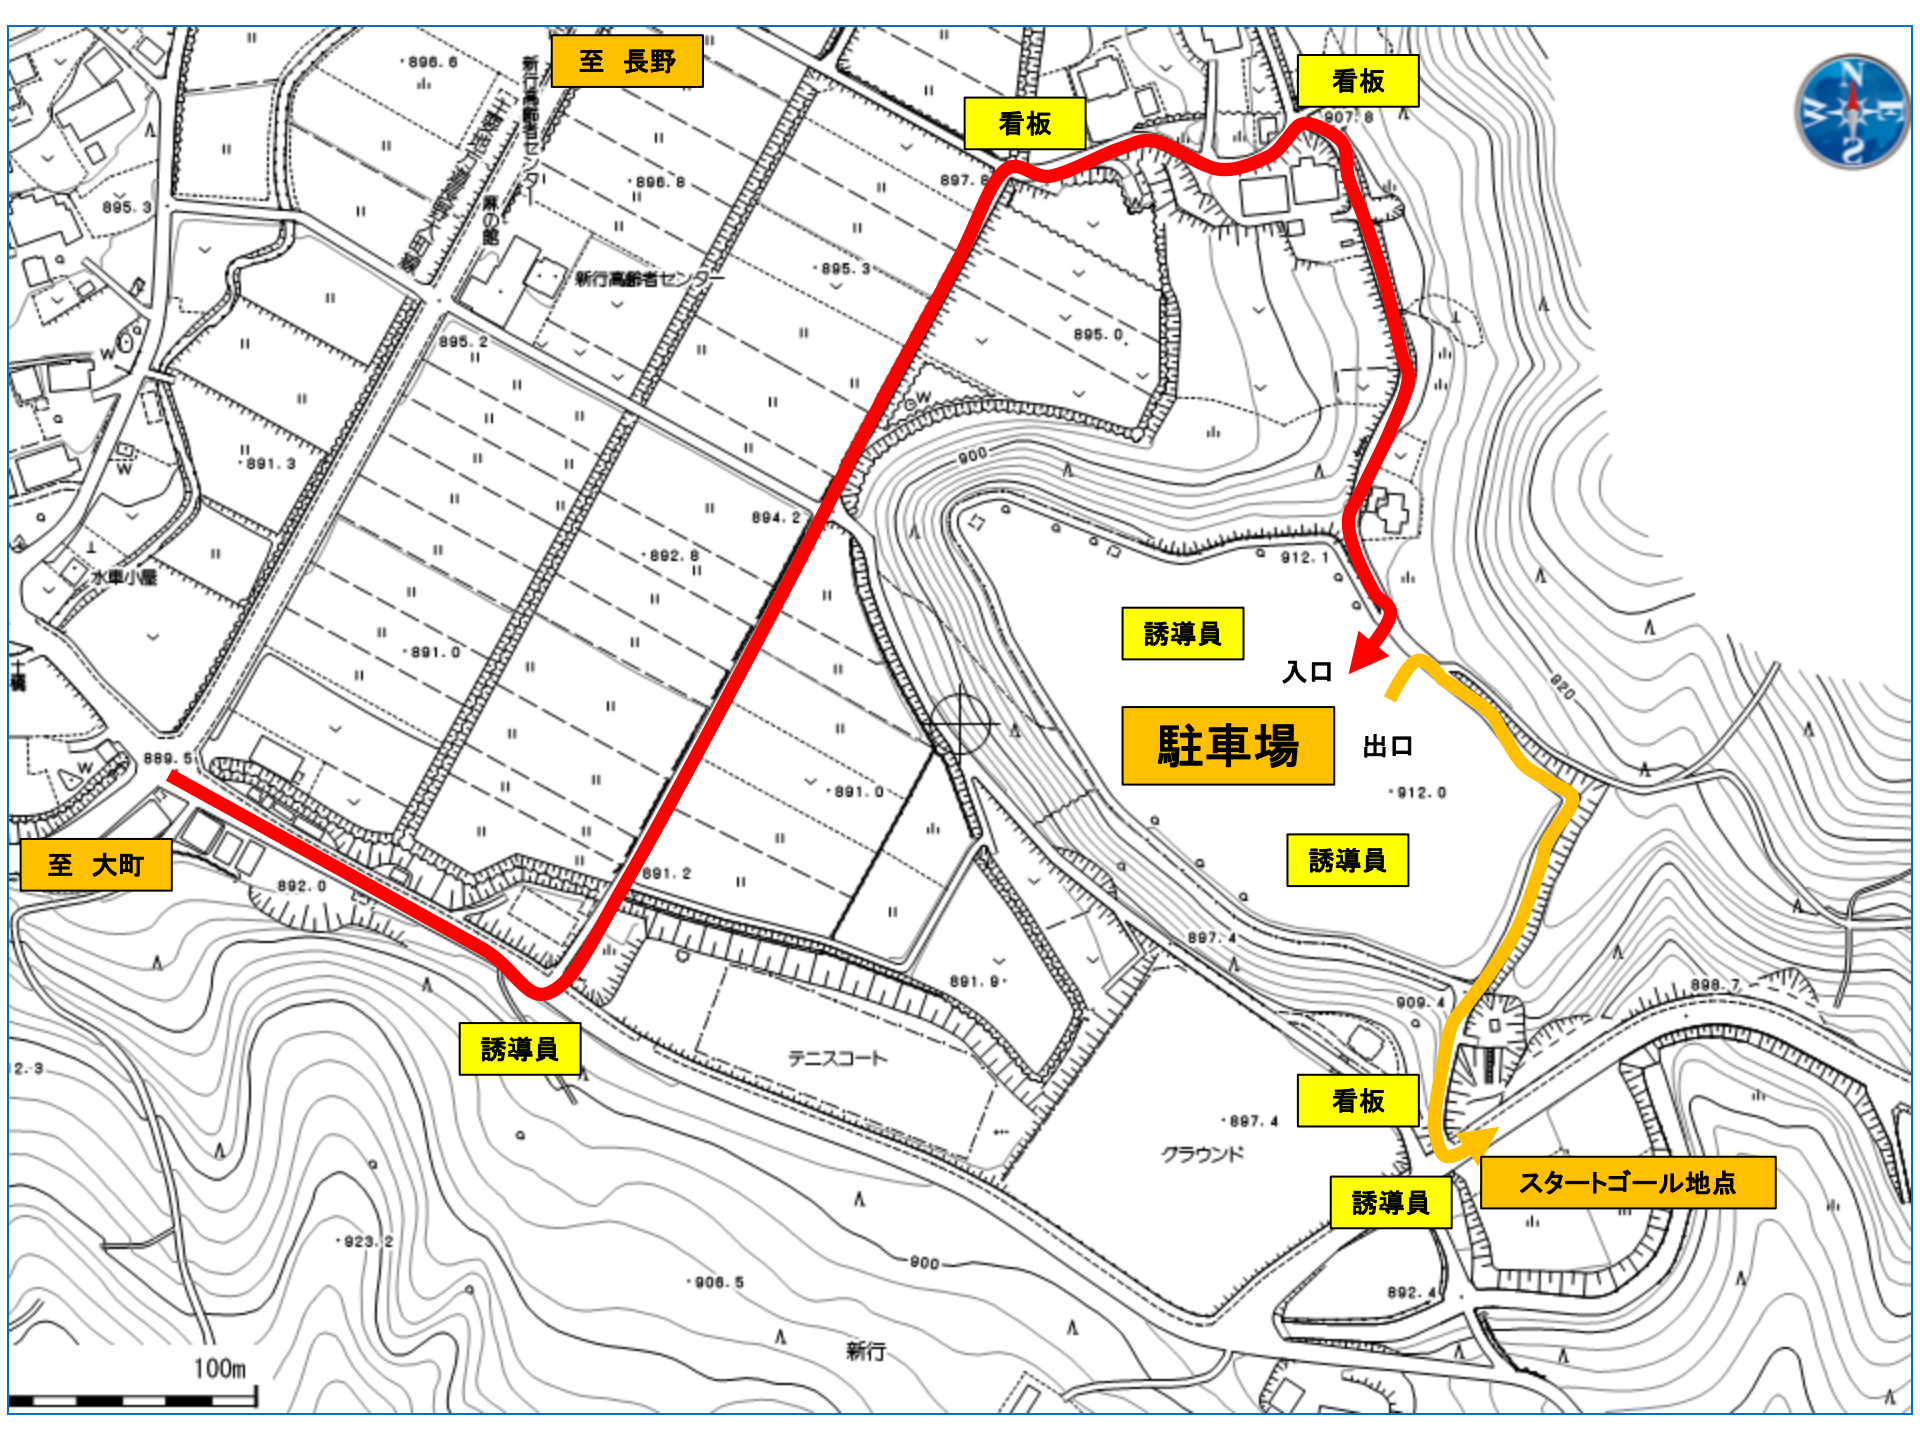 至 長野
看板
看板
N
W
E
S
896.6
新行高齢者センター
907.8
897.8
896.8
895.3
麻の館
895.3
新行高齢者センター
895.2
895.0
W
W
W
W
900
891.3
894.2
892.8
912.1
水車小屋
誘導員
891.0
入口
920
駐車場
出口
889.5
W
891.0
912.0
至 大町
誘導員
891.2
892.0
897.4
891.9
909.4
898.7
誘導員
テニスコート
看板
897.4
グラウンド
スタートゴール地点
誘導員
923.2
900
906.5
892.4
新行
100m